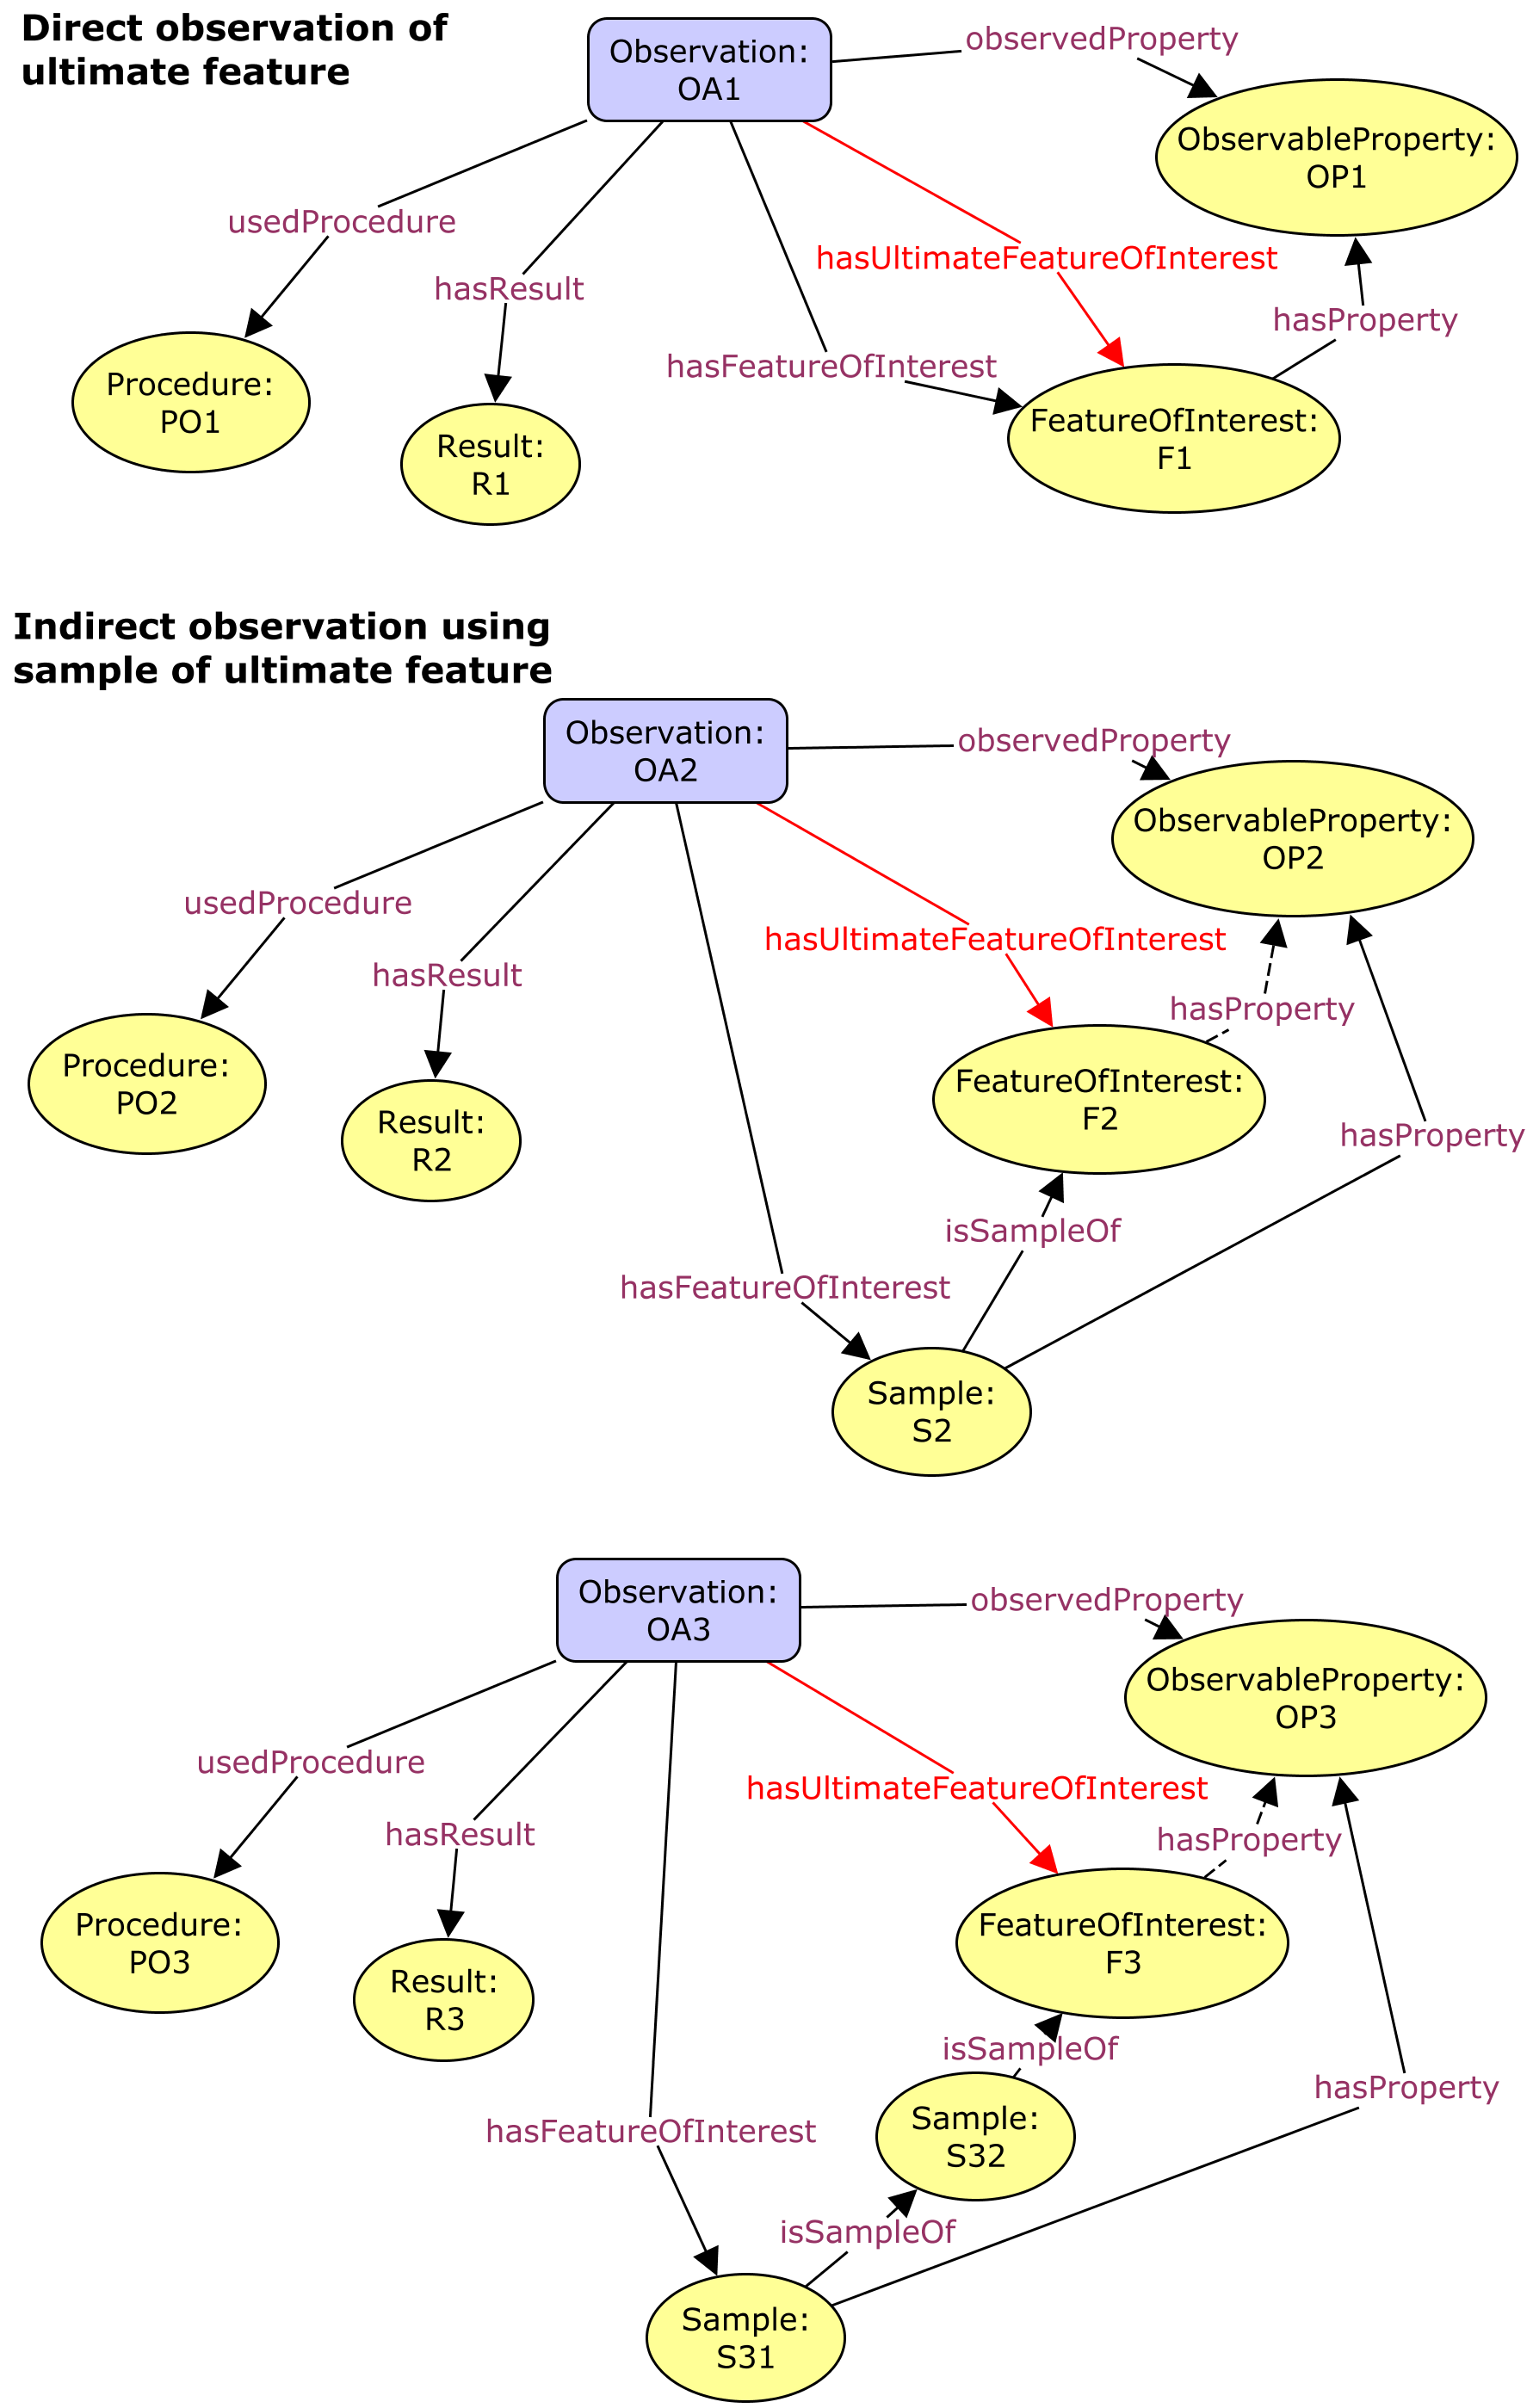 Direct observation of
ultimate feature
Observation:
OA1
observedProperty
ObservableProperty:
OP1
usedProcedure
hasUltimateFeatureOfInterest
hasResult
hasProperty
hasFeatureOfInterest
Procedure:
PO1
FeatureOfInterest:
F1
Result:
R1
Indirect observation using
sample of ultimate feature
Observation:
OA2
observedProperty
ObservableProperty:
OP2
usedProcedure
hasUltimateFeatureOfInterest
hasResult
hasProperty
Procedure:
PO2
FeatureOfInterest:
F2
Result:
R2
hasProperty
isSampleOf
hasFeatureOfInterest
Sample:
S2
Observation:
OA3
observedProperty
ObservableProperty:
OP3
usedProcedure
hasUltimateFeatureOfInterest
hasResult
hasProperty
Procedure:
PO3
FeatureOfInterest:
F3
Result:
R3
isSampleOf
hasProperty
hasFeatureOfInterest
Sample:
S32
isSampleOf
Sample:
S31